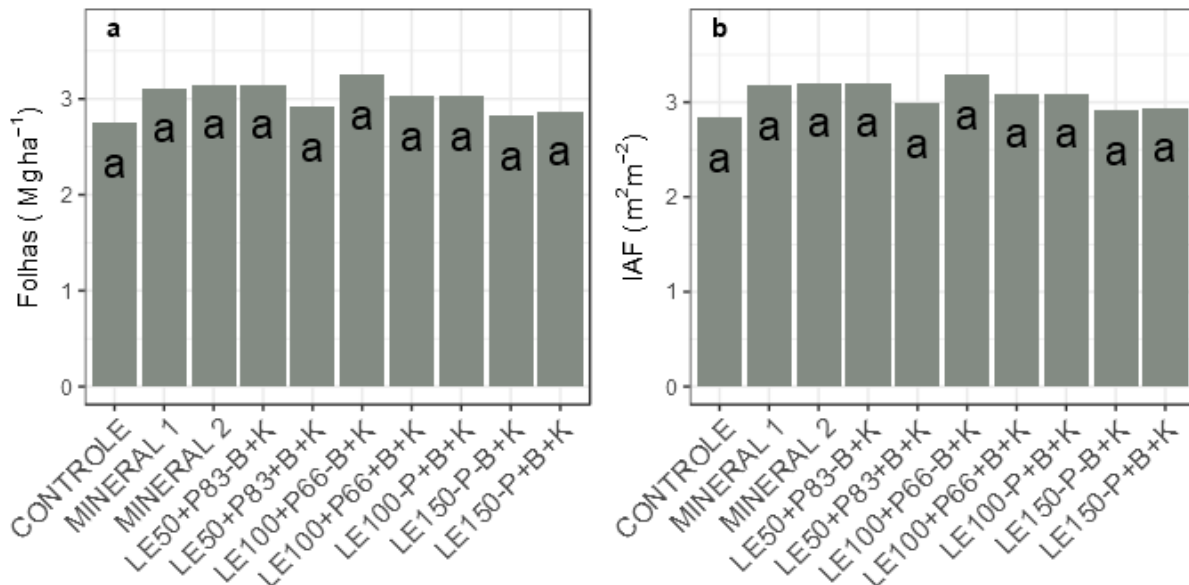 a
Folhas ( Mgha⁻¹)
3
2
1
0
a
a
a
a
a
a
a
a
a
a
CONTROLE
MINERAL 1
MINERAL 2
LE50+P83-B+K
LE50+P83+B+K
LE100+P66-B+K
LE100+P66+B+K
LE100-P+B+K
LE150-P-B+K
LE150-P+B+K
b
IAF ( m²m⁻²)
3
2
1
0
a
a
a
a
a
a
a
a
a
a
CONTROLE
MINERAL 1
MINERAL 2
LE50+P83-B+K
LE50+P83+B+K
LE100+P66-B+K
LE100+P66+B+K
LE100-P+B+K
LE150-P-B+K
LE150-P+B+K